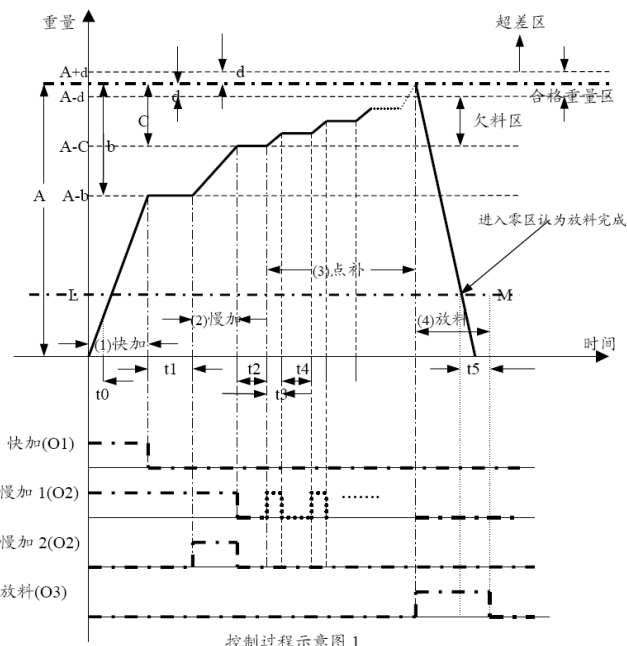 重量
超差区
A+d
d
A-d
d
合格重量区
C
欠料区
A-C
b
A
A-b
进入零区认为放料完成
(3)点补
L
M
(2)慢加
(4)放料
(1)快加
时间
t1
t2
t4
t5
t0
t3
快加(O1)
慢加 1(O2)
慢加 2(O2)
放料(O3)
控制过程示意图 1